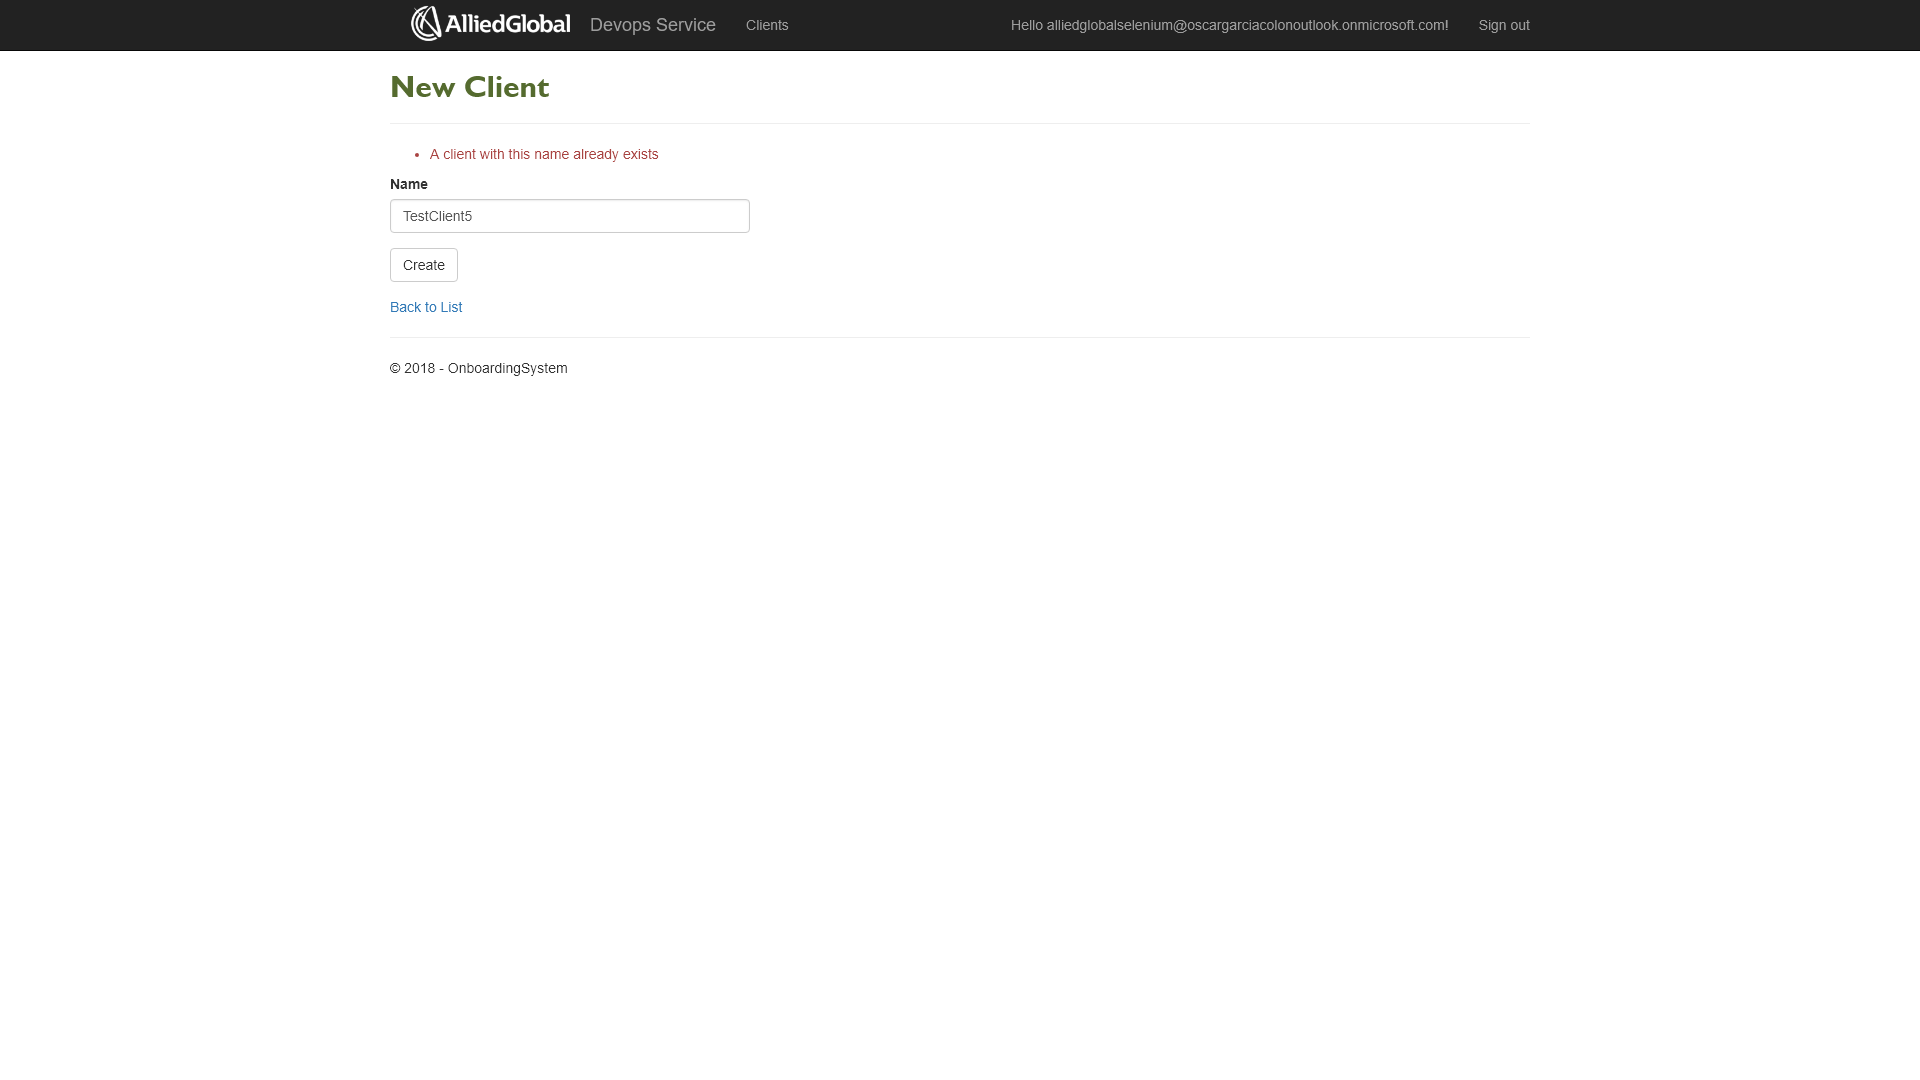 AlliedGlobal Devops Service Clients Hello alliedglobalselenium@oscargarciacolonoutlook.onmicrosoft.com! Sign out
New Client
A client with this name already exists
Name
TestClient5
Create
Back to List
© 2018 - OnboardingSystem